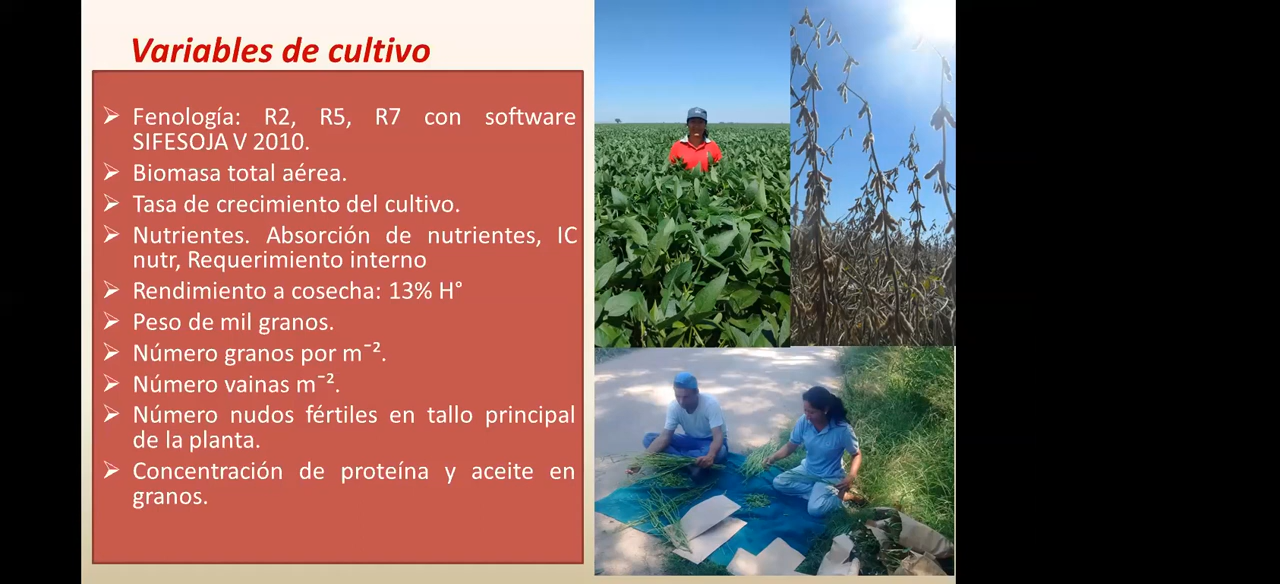 Variables de cultivo
➢ Fenología: R2, R5, R7 con software
SIFESOJA V 2010.
➢ Biomasa total aérea.
➢ Tasa de crecimiento del cultivo.
➢ Nutrientes. Absorción de nutrientes, IC
nutr, Requerimiento interno
➢ Rendimiento a cosecha: 13% H°
➢ Peso de mil granos.
➢ Número granos por m⁻².
➢ Número vainas m⁻².
➢ Número nudos fértiles en tallo principal
de la planta.
➢ Concentración de proteína y aceite en
granos.